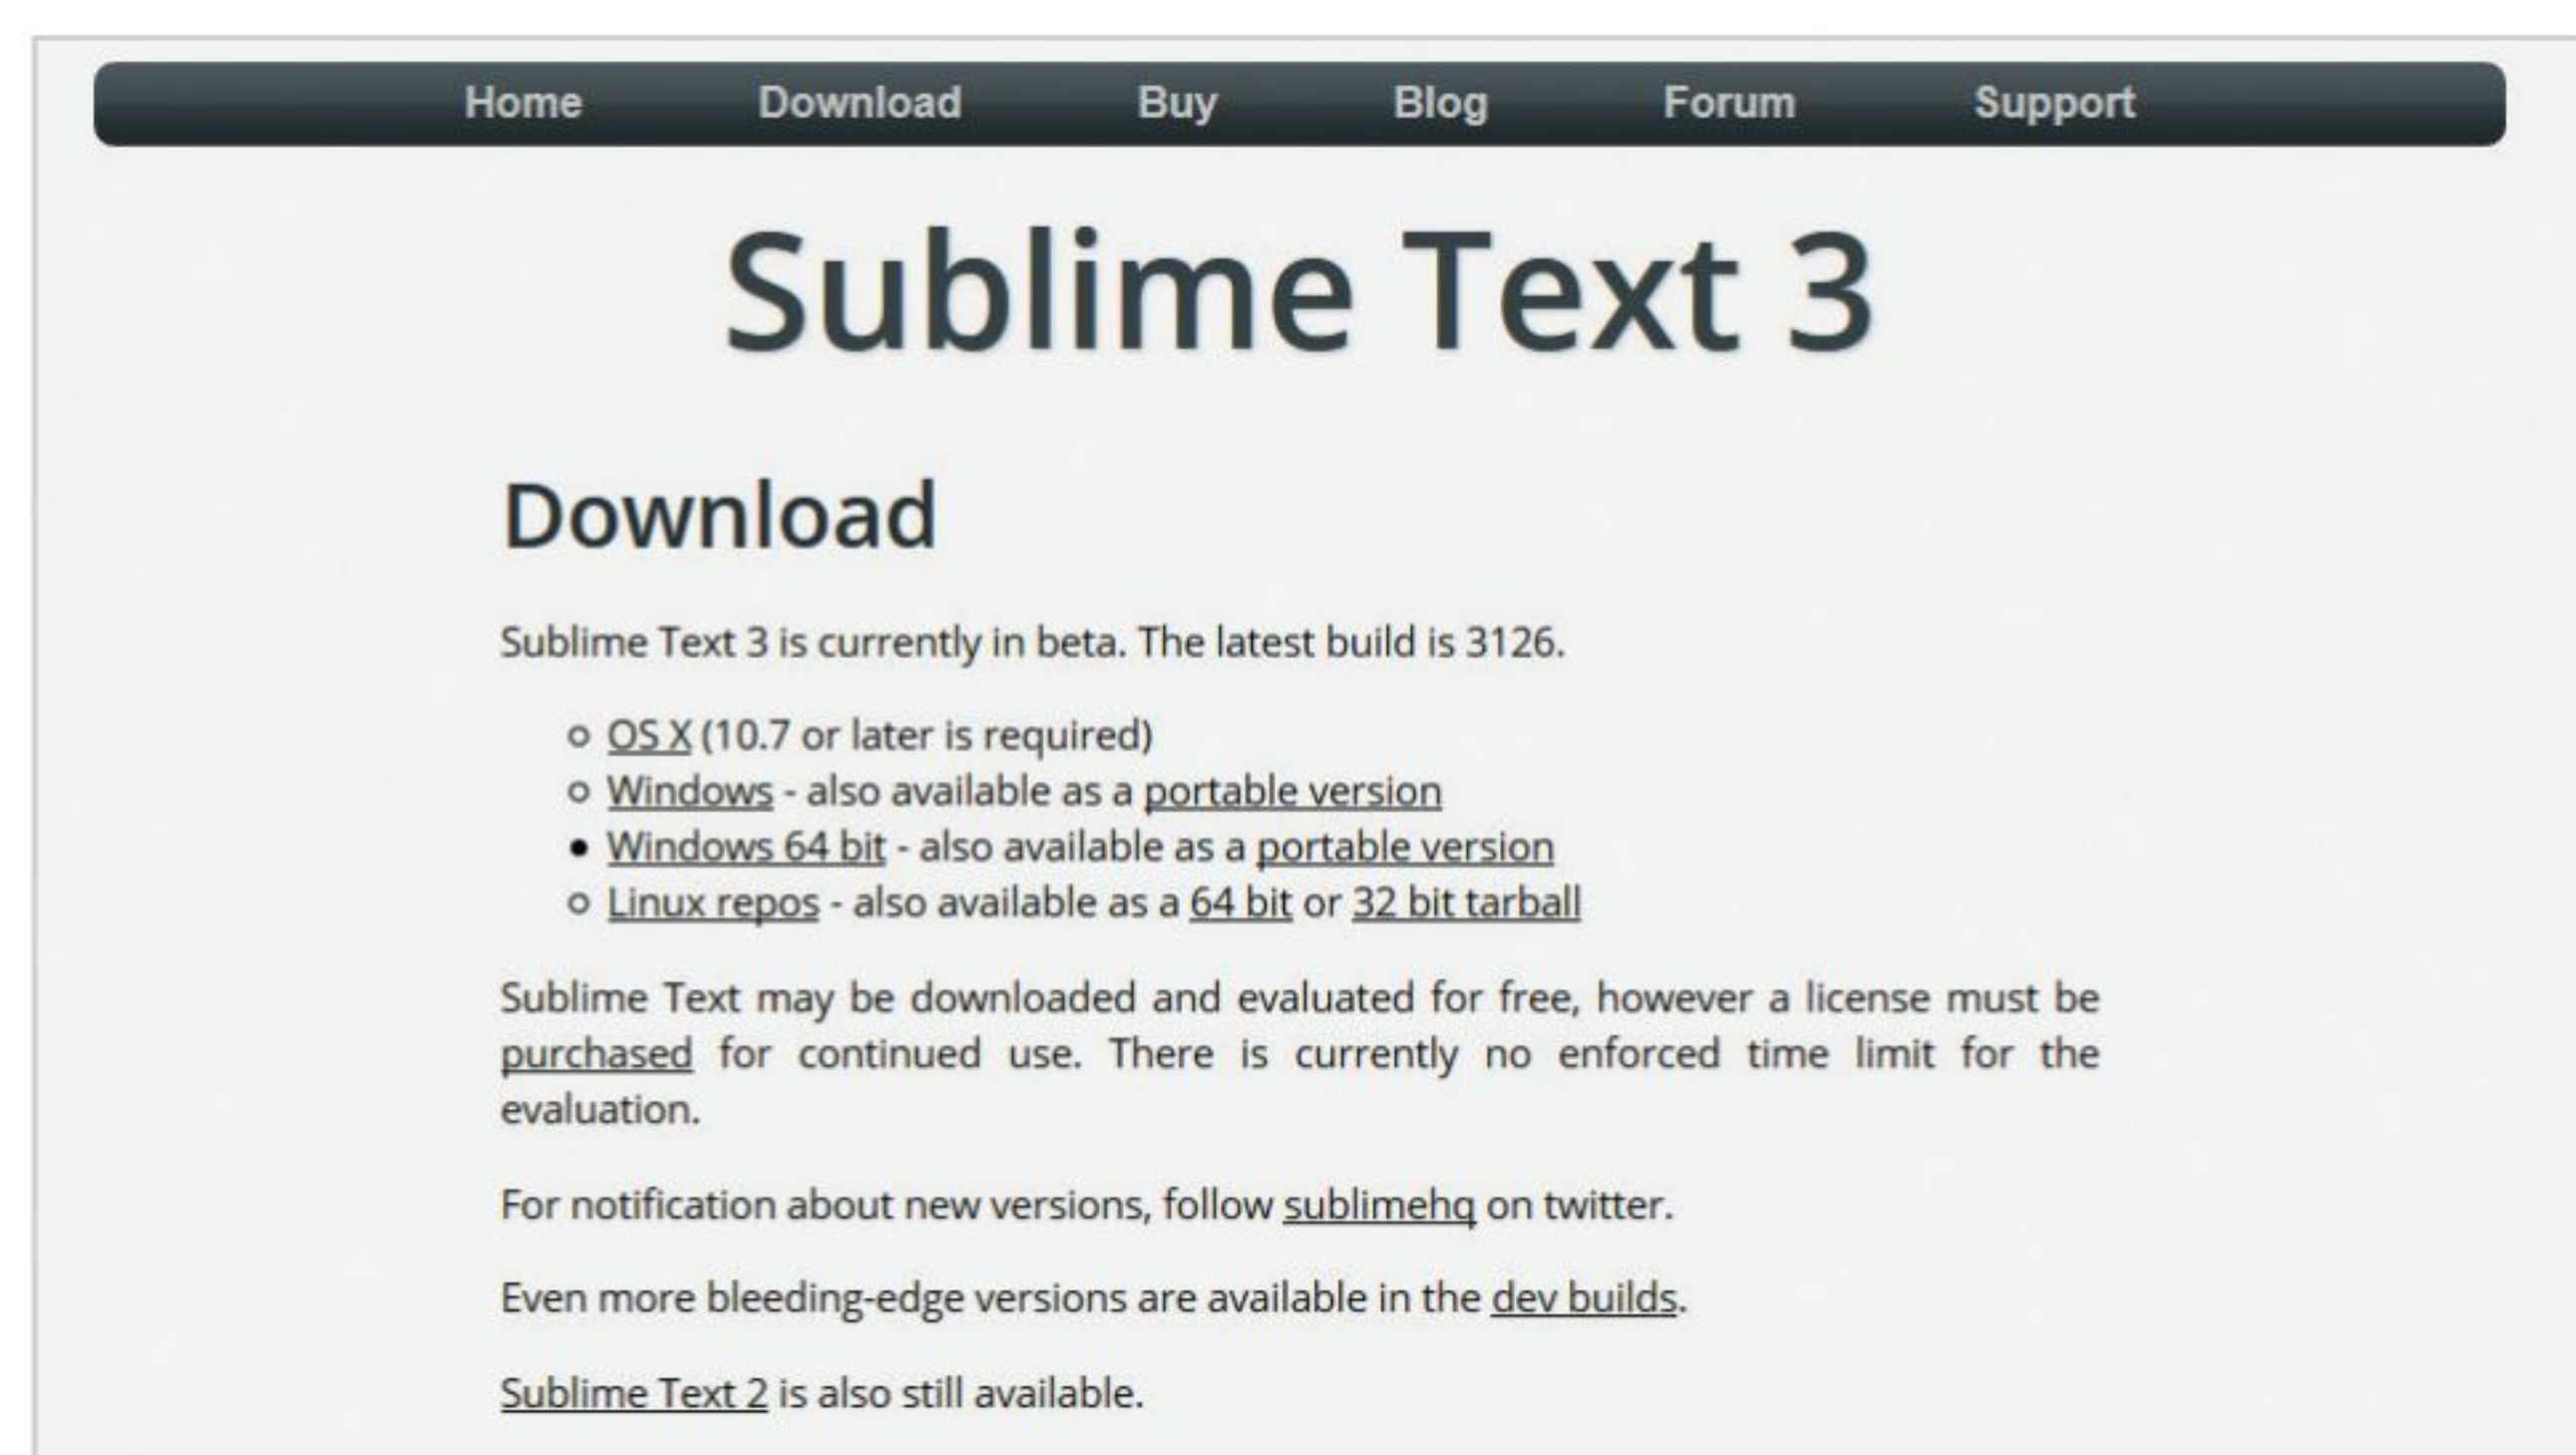 Home Download Buy Blog Forum Support
Sublime Text 3
Download
Sublime Text 3 is currently in beta. The latest build is 3126.
OS X (10.7 or later is required)
Windows - also available as a portable version
Windows 64 bit - also available as a portable version
Linux repos - also available as a 64 bit or 32 bit tarball
Sublime Text may be downloaded and evaluated for free, however a license must be
purchased for continued use. There is currently no enforced time limit for the
evaluation.
For notification about new versions, follow sublimehq on twitter.
Even more bleeding-edge versions are available in the dev builds.
Sublime Text 2 is also still available.